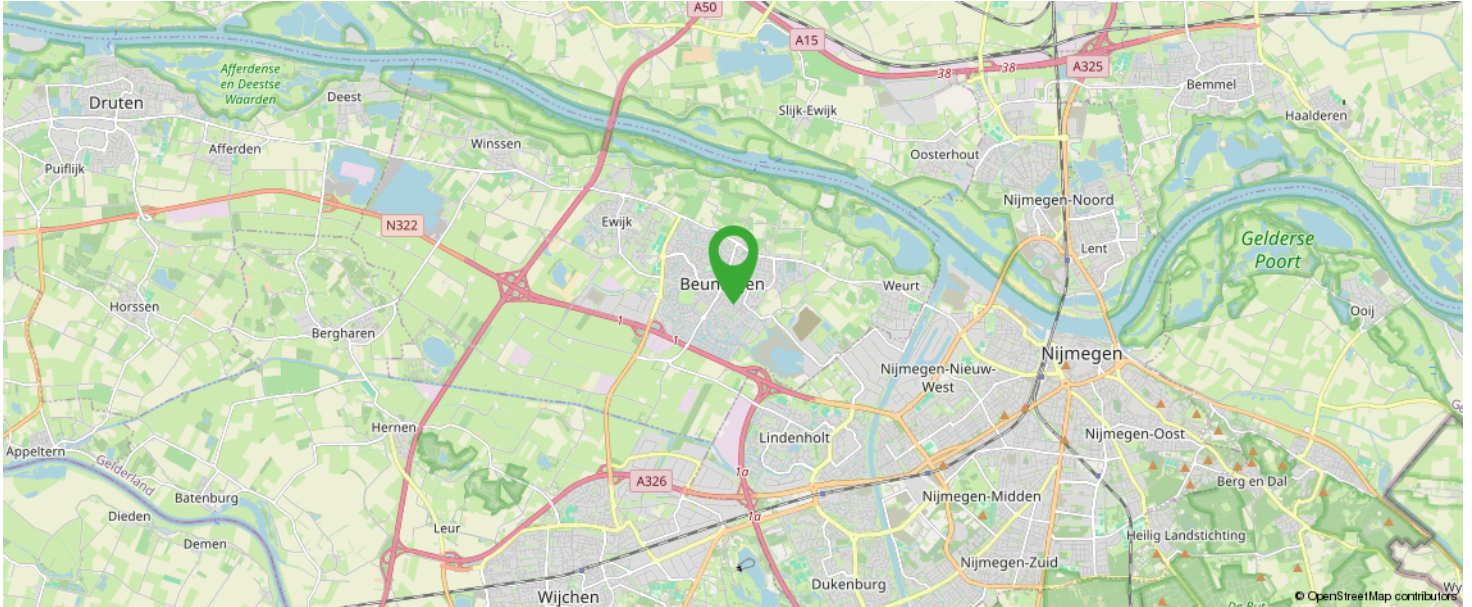 A50
A15
38
38
A325
Afferdense
en Deestse
Waarden
Bemmel
Druten
Deest
Slijk-Ewijk
Haalderen
Afferden
Winssen
Oosterhout
Puiflijk
Nijmegen-Noord
N322
Ewijk
Gelderse
Poort
Lent
Weurt
Horssen
Bergharen
1
1
Ooij
Nijmegen
Nijmegen-Nieuw-
West
Hernen
Lindenholt
Nijmegen-Oost
Appeltern
Gelderland
1a
A326
Berg en Dal
Batenburg
Nijmegen-Midden
Dieden
1a
Leur
Demen
Heilig Landstichting
Nijmegen-Zuid
Dukenburg
Wijchen
© OpenStreetMap contributors